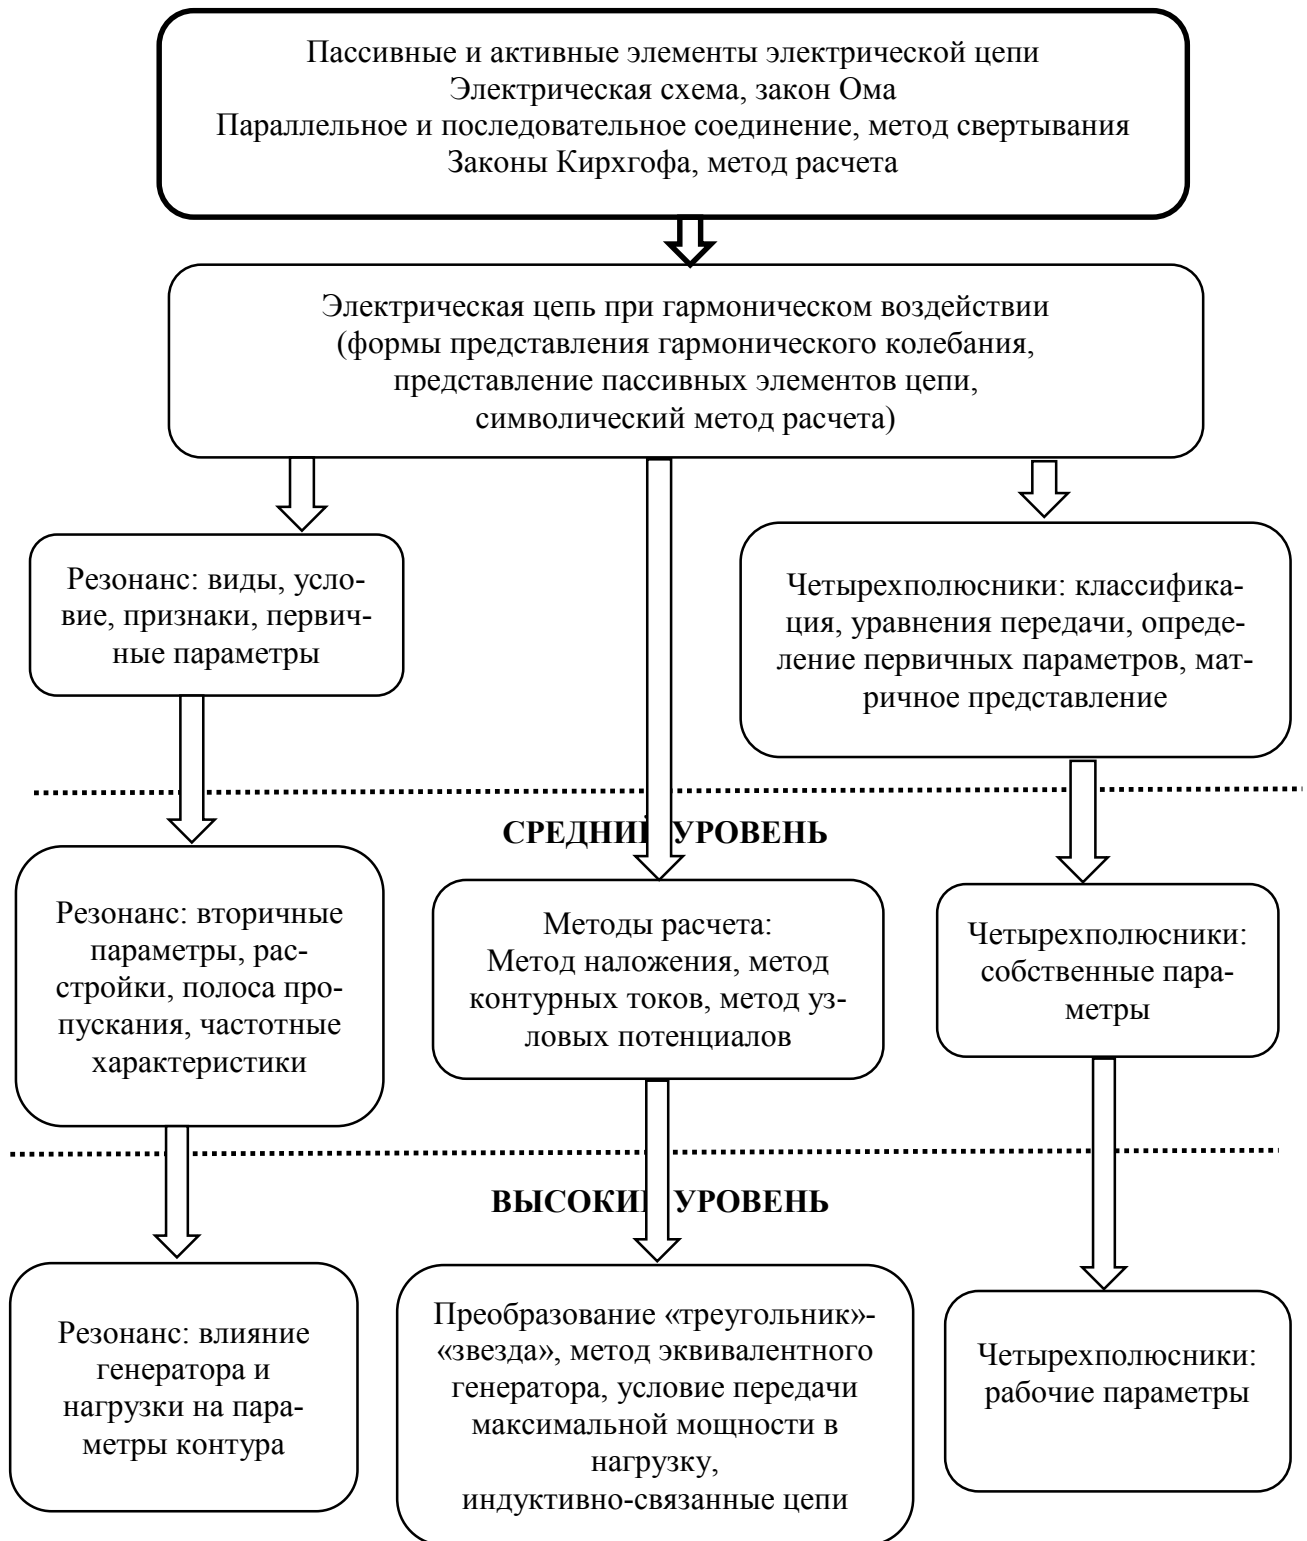 Пассивные и активные элементы электрической цепи
Электрическая схема, закон Ома
Параллельное и последовательное соединение, метод свертывания
Законы Кирхгофа, метод расчета
Электрическая цепь при гармоническом воздействии
(формы представления гармонического колебания,
представление пассивных элементов цепи,
символический метод расчета)
Резонанс: виды, усло-
вие, признаки, первич-
ные параметры
Четырехполюсники: классифика-
ция, уравнения передачи, опреде-
ление первичных параметров, мат-
ричное представление
СРЕДНИЙ УРОВЕНЬ
Резонанс: вторичные
параметры, рас-
стройки, полоса про-
пускания, частотные
характеристики
Методы расчета:
Метод наложения, метод
контурных токов, метод уз-
ловых потенциалов
Четырехполюсники:
собственные пара-
метры
ВЫСОКИЙ УРОВЕНЬ
Резонанс: влияние
генератора и
нагрузки на пара-
метры контура
Преобразование «треугольник»-
«звезда», метод эквивалентного
генератора, условие передачи
максимальной мощности в
нагрузку,
индуктивно-связанные цепи
Четырехполюсники:
рабочие параметры